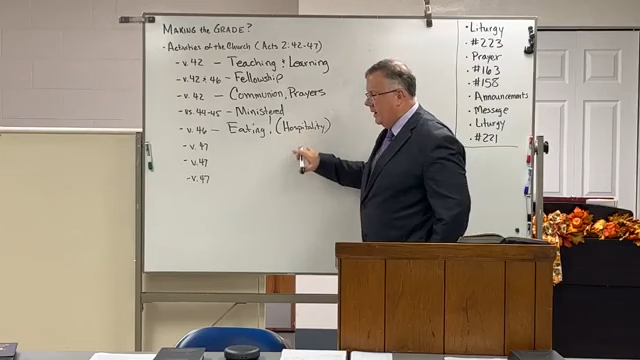 Making the Grade?
• Activities of the Church (Acts 2:42-47)
- v. 42 - Teaching & Learning
- v. 42 & 46 - Fellowship
- v. 42 - Communion, Prayers
- vs. 44-45 - Ministered
- v. 46 - Eating! (Hospitality)
- v. 47
- v. 47
- v. 47
• Liturgy
• #223
• Prayer
• #163
• #158
• Announcements
• Message
• Liturgy
• #221